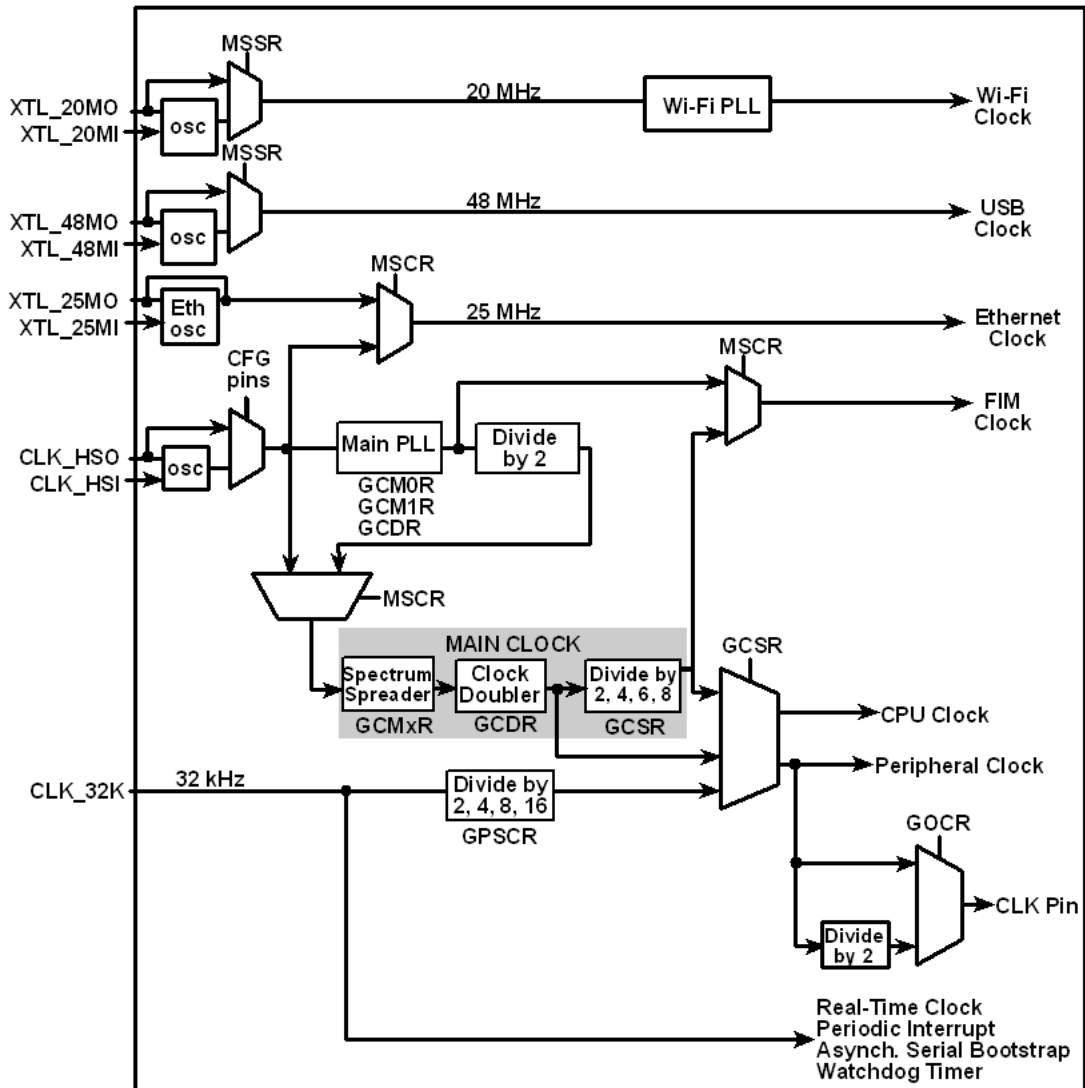 MSSR
XTL_20MO
XTL_20MI
osc
20 MHz
Wi-Fi PLL
Wi-Fi
Clock
MSSR
XTL_48MO
XTL_48MI
osc
48 MHz
USB
Clock
MSCR
XTL_25MO
XTL_25MI
Eth
osc
25 MHz
Ethernet
Clock
CFG
pins
MSCR
FIM
Clock
CLK_HSO
CLK_HSI
osc
Main PLL
GCM0R
GCM1R
GCDR
Divide
by 2
MSCR
MAIN CLOCK
Spectrum
Spreader
GCMxR
Clock
Doubler
GCDR
Divide by
2, 4, 6, 8
GCSR
GCSR
CPU Clock
Peripheral Clock
CLK_32K
32 kHz
Divide by
2, 4, 8, 16
GPSCR
GOCR
CLK Pin
Divide
by 2
Real-Time Clock
Periodic Interrupt
Asynch. Serial Bootstrap
Watchdog Timer